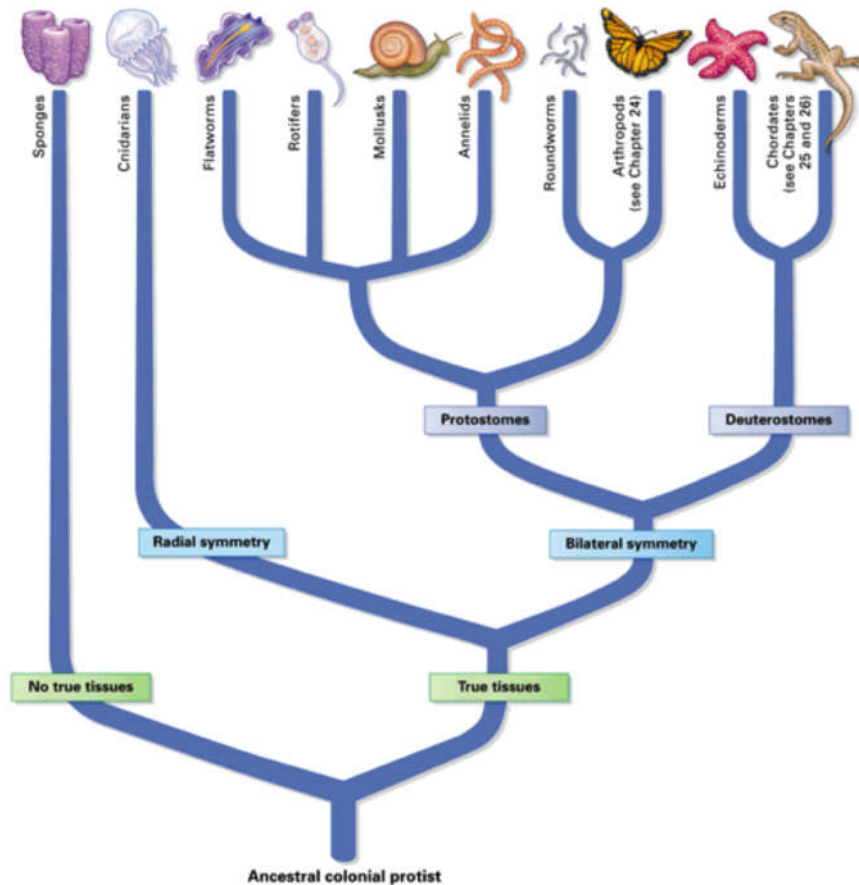 Sponges
Cnidarians
Flatworms
Rotifers
Mollusks
Annelids
Roundworms
Arthropods
(see Chapter 24)
Echinoderms
Chordates
(see Chapters
25 and 26)
Protostomes
Deuterostomes
Radial symmetry
Bilateral symmetry
No true tissues
True tissues
Ancestral colonial protist